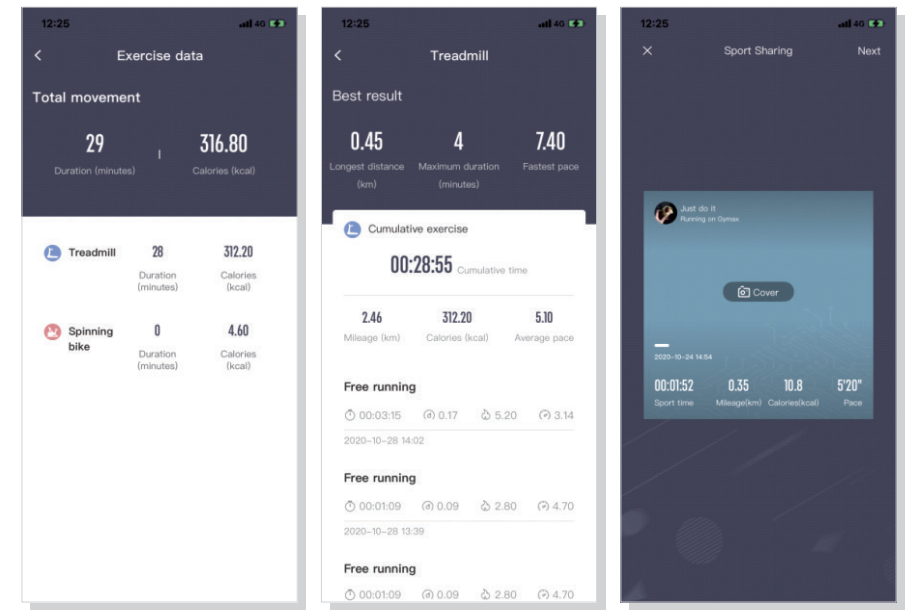 12:25
4G
Exercise data
Total movement
29
316.80
Duration (minutes)
Calories (kcal)
Treadmill
28
312.20
Duration
(minutes)
Calories
(kcal)
Spinning
bike
0
4.60
Duration
(minutes)
Calories
(kcal)
12:25
4G
Treadmill
Best result
0.45
4
7.40
Longest distance
(km)
Maximum duration
(minutes)
Fastest pace
Cumulative exercise
00:28:55 Cumulative time
2.46
312.20
5.10
Mileage (km)
Calories (kcal)
Average pace
Free running
00:03:15 0.17 5.20 3.14
2020-10-28 14:02
Free running
00:01:09 0.09 2.80 4.70
2020-10-28 13:39
Free running
00:01:09 0.09 2.80 4.70
12:25
4G
Sport Sharing
Next
Just do it
Running on Gymax
Cover
2020-10-24 14:54
00:01:52
0.35
10.8
5'20"
Sport time
Mileage(km)
Calories(kcal)
Pace